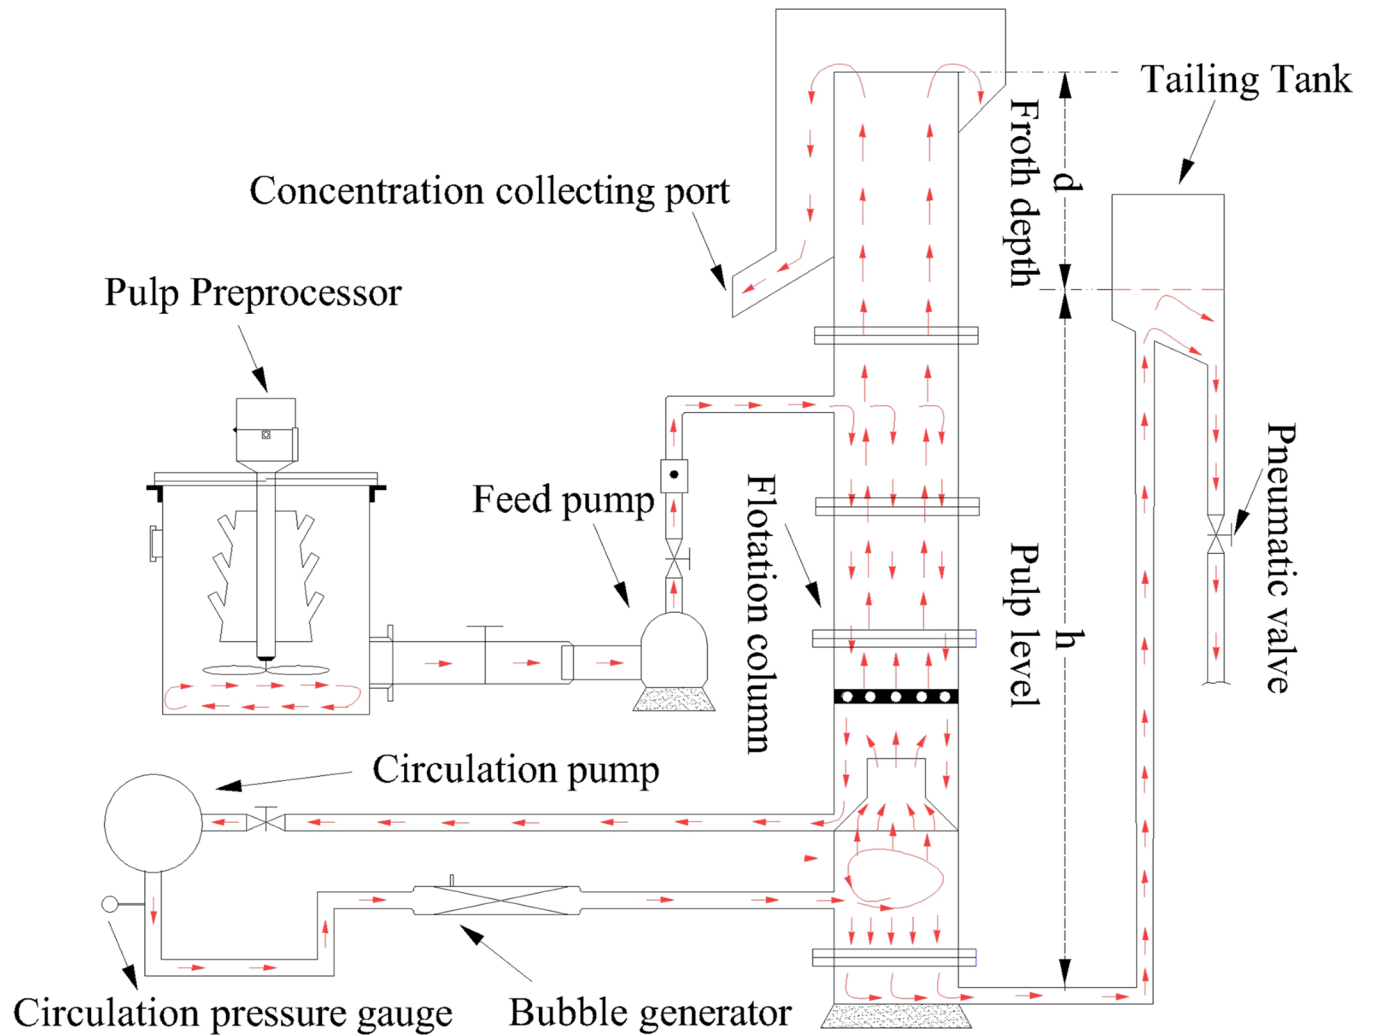 Tailing Tank
Froth depth
d
Concentration collecting port
Pulp Preprocessor
Feed pump
Flotation column
Pulp level
h
Pneumatic valve
Circulation pump
Circulation pressure gauge
Bubble generator